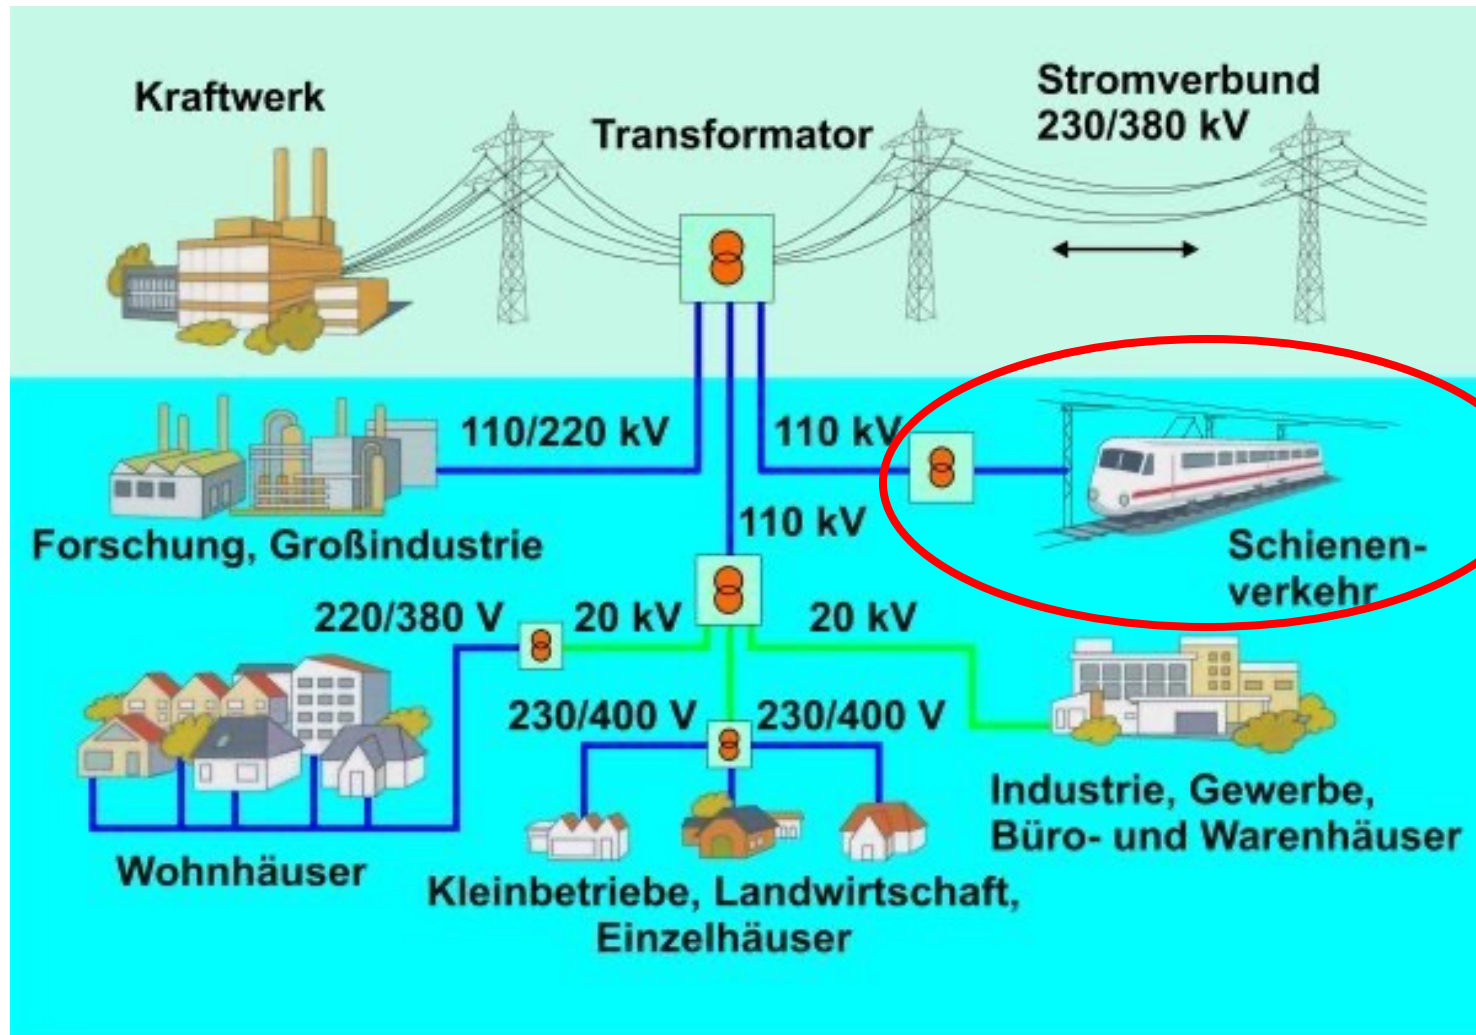 Kraftwerk
Transformator
Stromverbund
230/380 kV
110/220 kV
110 kV
110 kV
Forschung, Großindustrie
Schienen-
verkehr
220/380 V
20 kV
20 kV
230/400 V
230/400 V
Wohnhäuser
Kleinbetriebe, Landwirtschaft,
Einzelhäuser
Industrie, Gewerbe,
Büro- und Warenhäuser